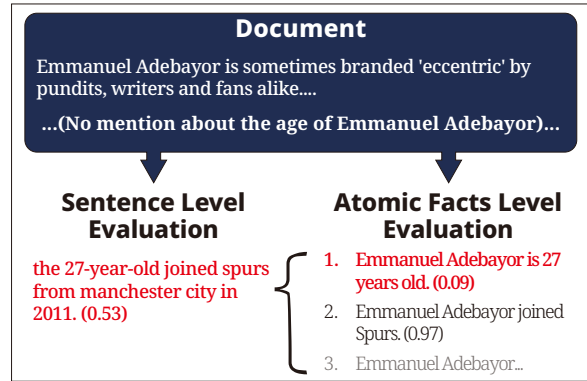 Document
Emmanuel Adebayor is sometimes branded 'eccentric' by
pundits, writers and fans alike....
...(No mention about the age of Emmanuel Adebayor)...
Sentence Level
Evaluation
the 27-year-old joined spurs
from manchester city in
2011. (0.53)
Atomic Facts Level
Evaluation
1. Emmanuel Adebayor is 27
years old. (0.09)
2. Emmanuel Adebayor joined
Spurs. (0.97)
3. Emmanuel Adebayor...